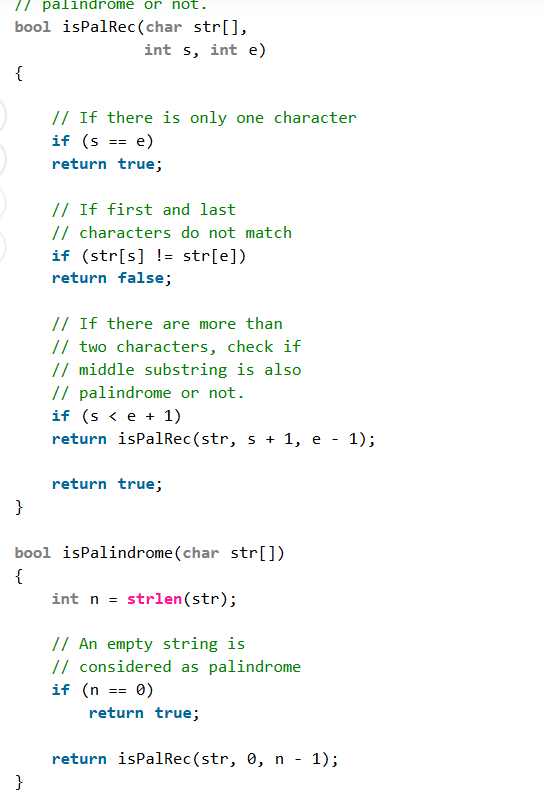 // palindrome or not.
bool isPalRec(char str[],
              int s, int e)
{
    // If there is only one character
    if (s == e)
    return true;
    // If first and last
    // characters do not match
    if (str[s] != str[e])
    return false;
    // If there are more than
    // two characters, check if
    // middle substring is also
    // palindrome or not.
    if (s < e + 1)
    return isPalRec(str, s + 1, e - 1);
    return true;
}
bool isPalindrome(char str[])
{
    int n = strlen(str);
    // An empty string is
    // considered as palindrome
    if (n == 0)
        return true;
    return isPalRec(str, 0, n - 1);
}